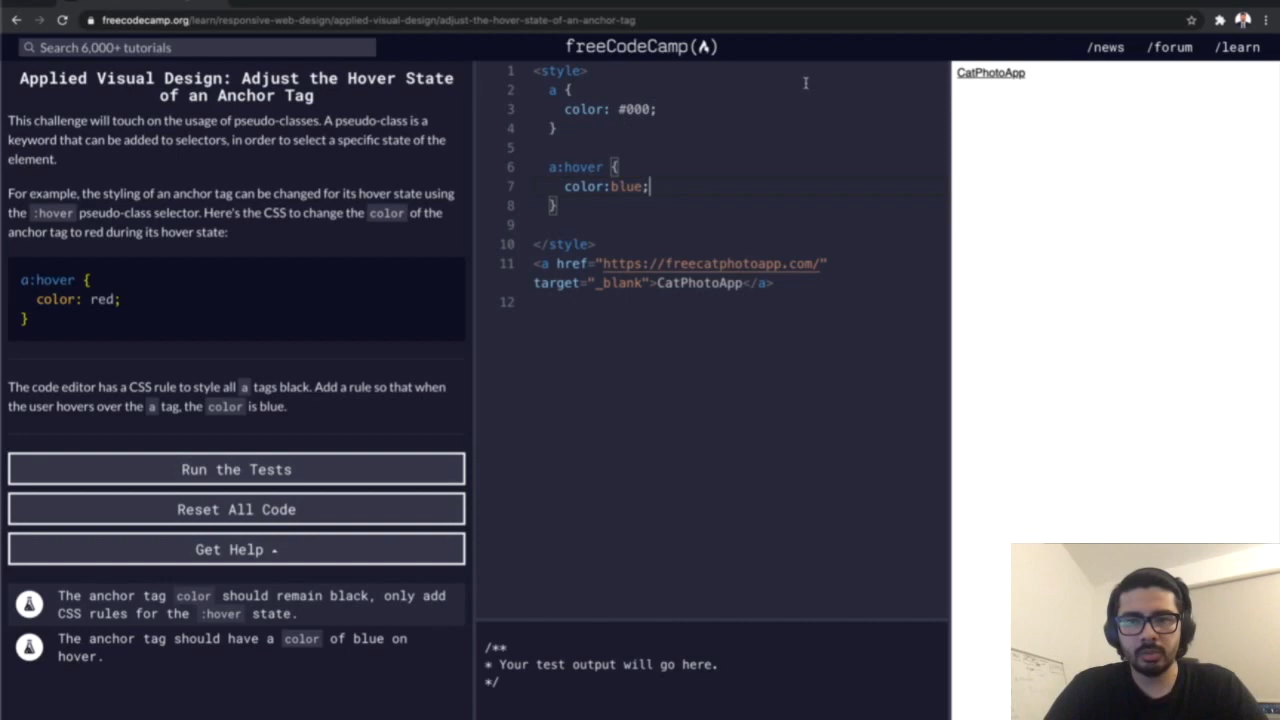 freecodecamp.org/learn/responsive-web-design/applied-visual-design/adjust-the-hover-state-of-an-anchor-tag
Search 6,000+ tutorials
freeCodeCamp
/news
/forum
/learn
Applied Visual Design: Adjust the Hover State
of an Anchor Tag
This challenge will touch on the usage of pseudo-classes. A pseudo-class is a
keyword that can be added to selectors, in order to select a specific state of the
element.
For example, the styling of an anchor tag can be changed for its hover state using
the :hover pseudo-class selector. Here's the CSS to change the color of the
anchor tag to red during its hover state:
a:hover {
color: red;
}
The code editor has a CSS rule to style all a tags black. Add a rule so that when
the user hovers over the a tag, the color is blue.
Run the Tests
Reset All Code
Get Help
The anchor tag color should remain black, only add
CSS rules for the :hover state.
The anchor tag should have a color of blue on
hover.
1 <style>
2 a {
3 color: #000;
4 }
5
6 a:hover {
7 color:blue;
8 }
9
10 </style>
11 <a href="https://freecatphotoapp.com/"
target="_blank">CatPhotoApp</a>
12
/**
* Your test output will go here.
*/
CatPhotoApp